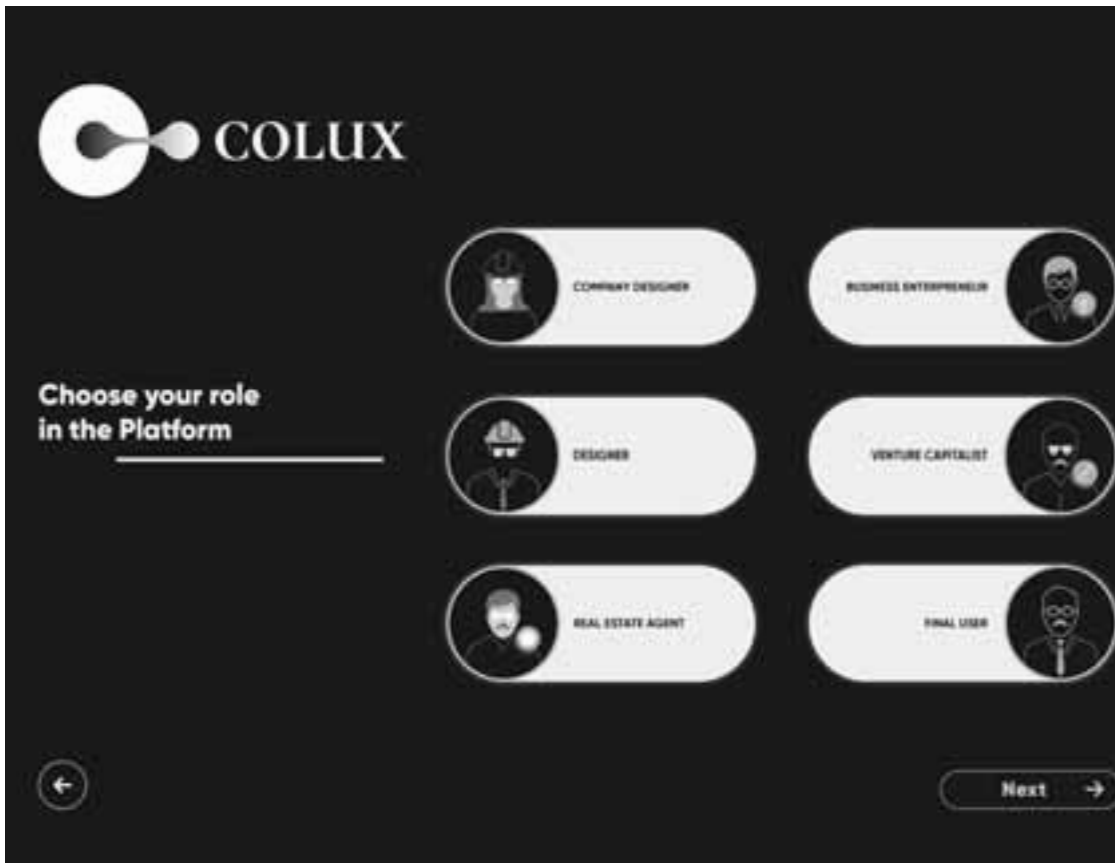 COLUX
COMPANY DESIGNER
BUSINESS ENTERPRENEUR
Choose your role
in the Platform
DESIGNER
VENTURE CAPITALIST
REAL ESTATE AGENT
FINAL USER
Next